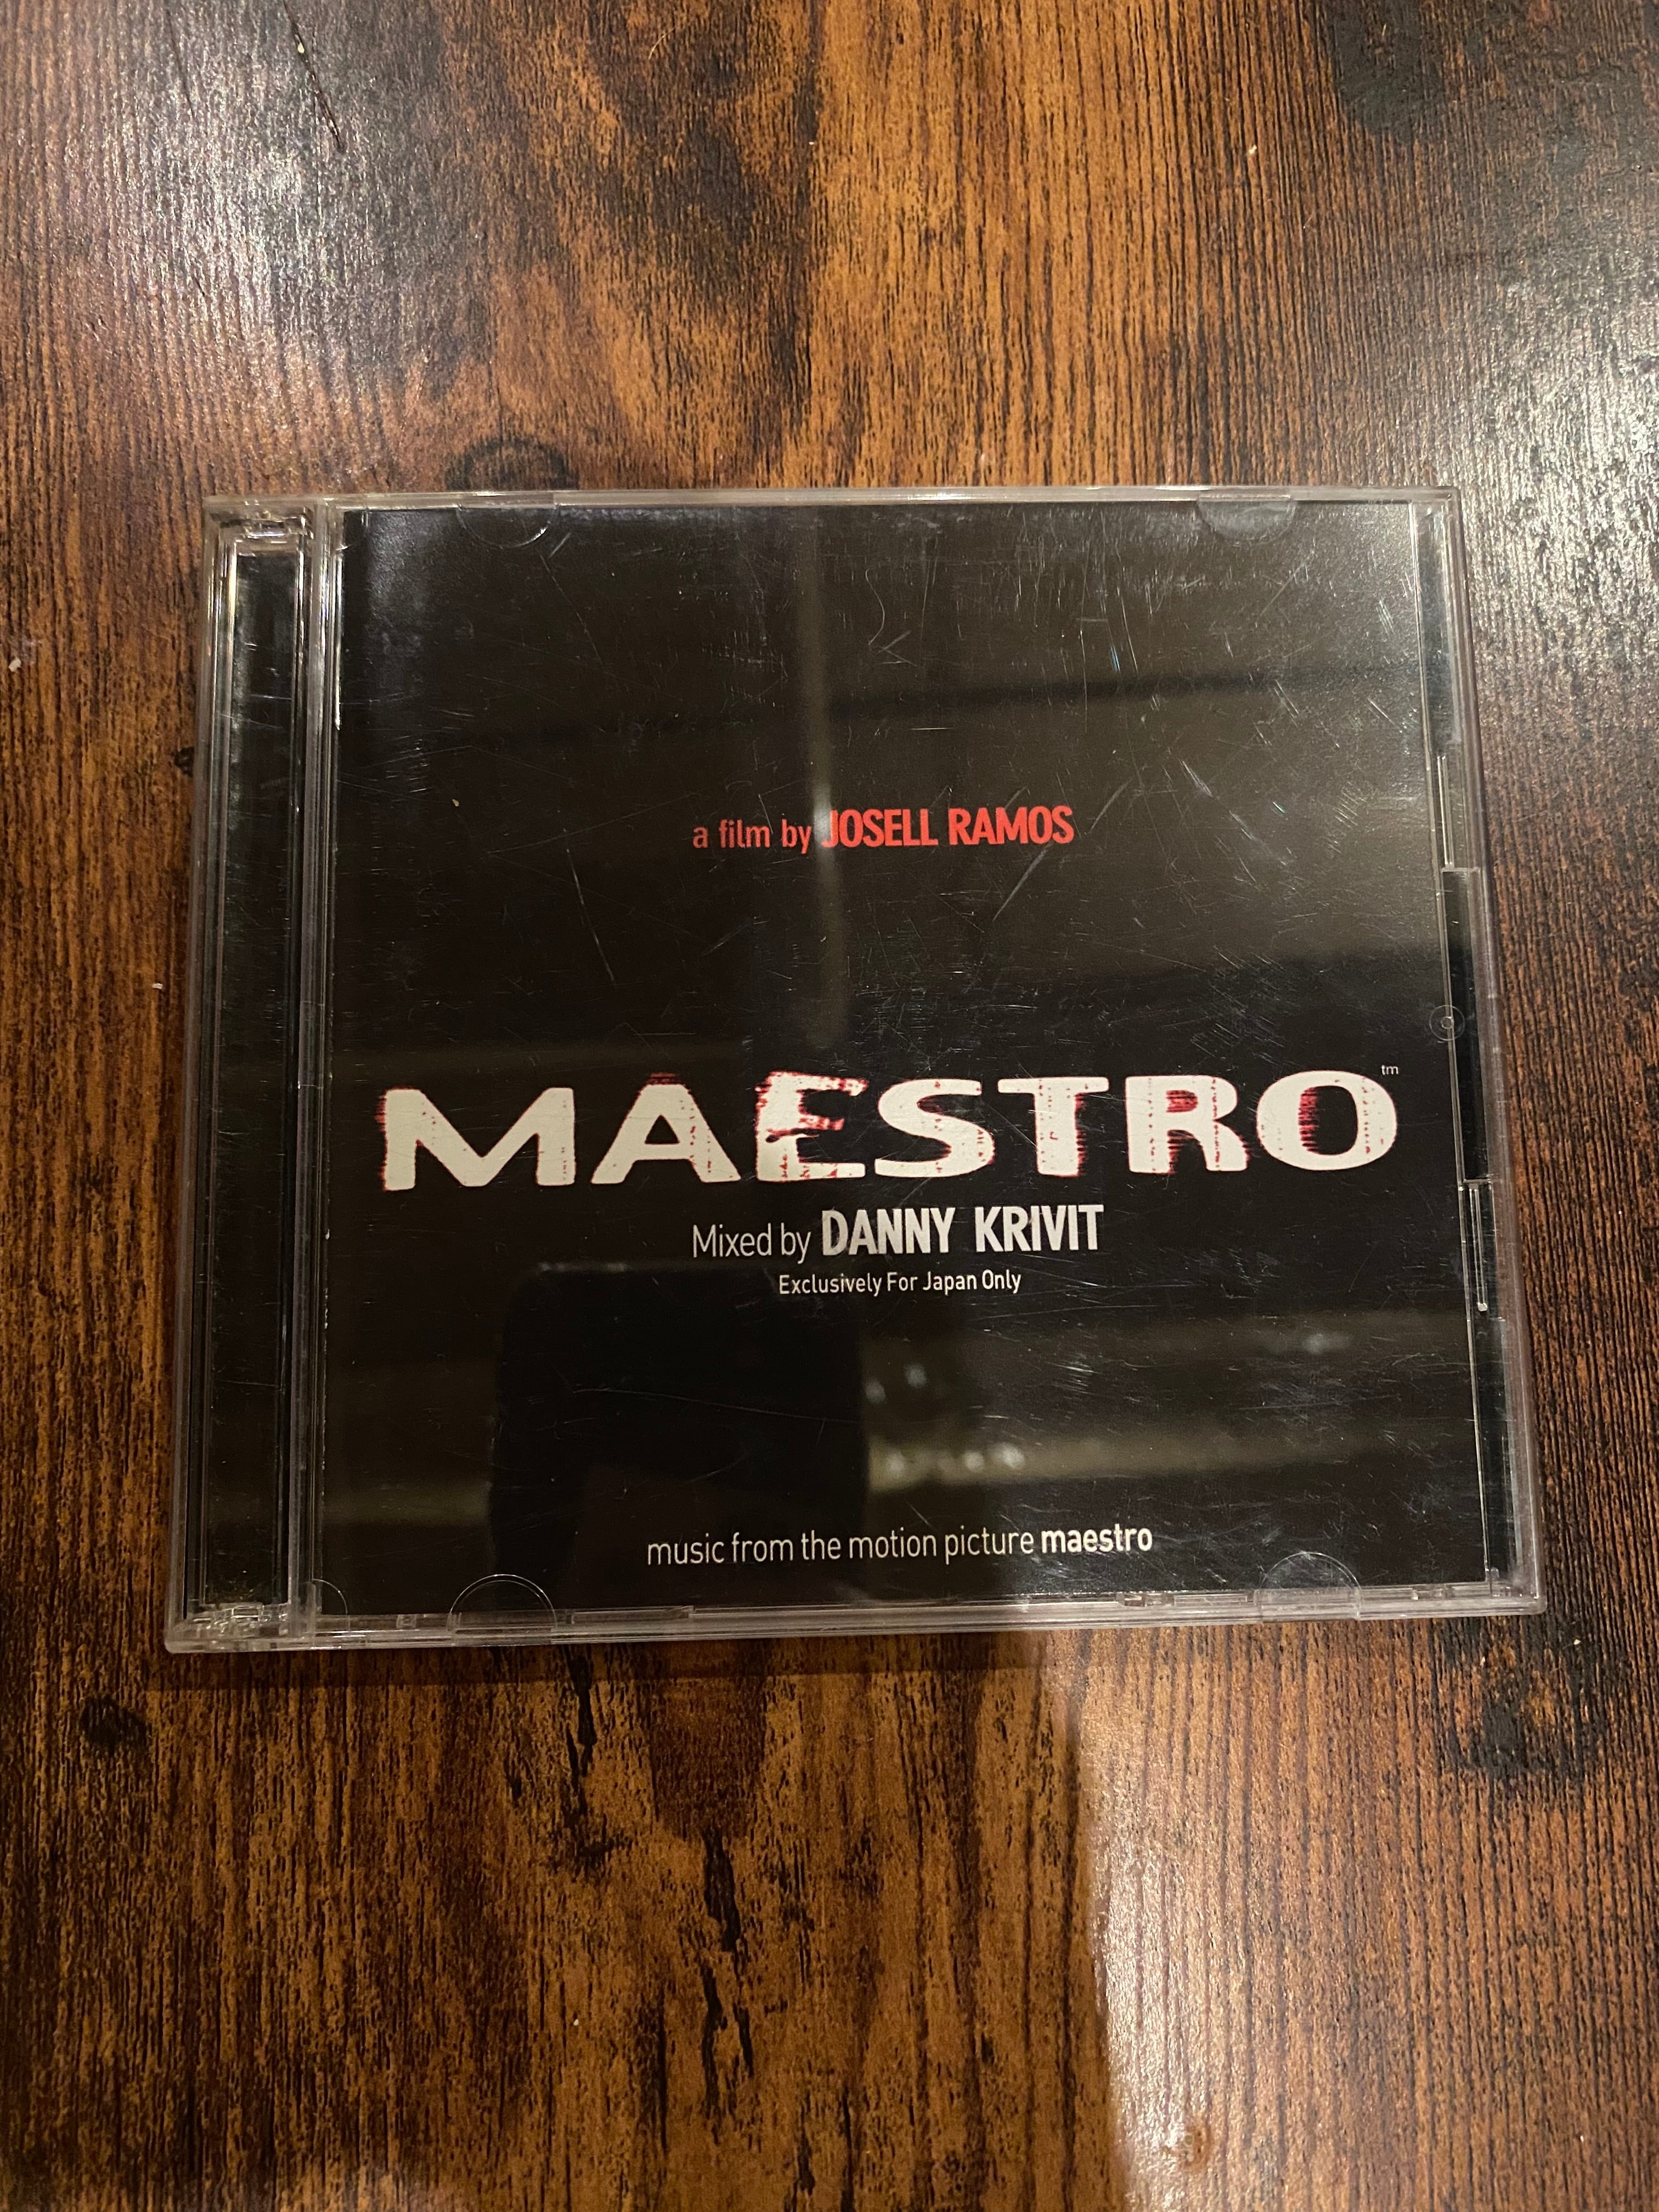 a film by JOSELL RAMOS
MAESTRO™
Mixed by DANNY KRIVIT
Exclusively For Japan Only
music from the motion picture maestro